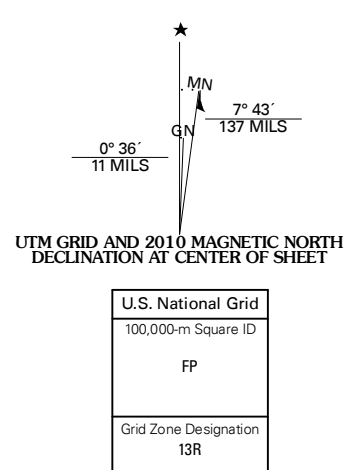 ★
MN
7° 43´
137 MILS
GN
0° 36´
11 MILS
UTM GRID AND 2010 MAGNETIC NORTH
DECLINATION AT CENTER OF SHEET
U.S. National Grid
100,000-m Square ID
FP
Grid Zone Designation
13R